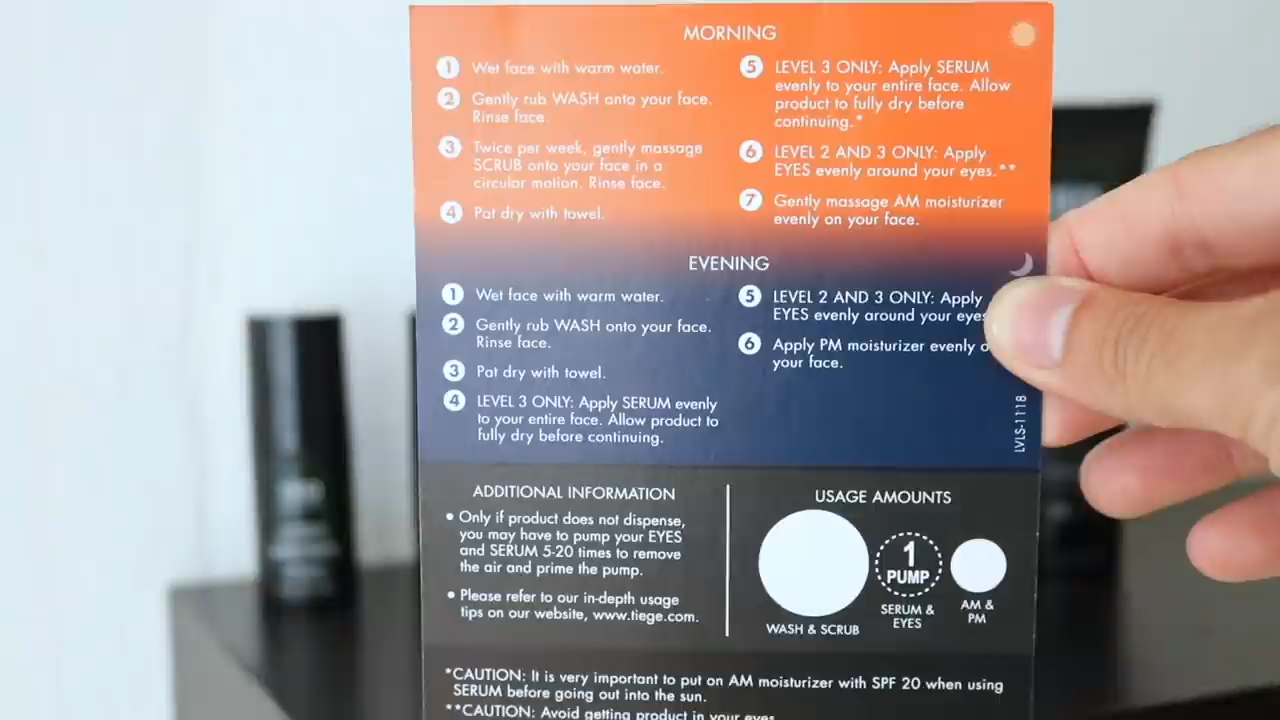 MORNING
1 Wet face with warm water.
2 Gently rub WASH onto your face.
Rinse face.
3 Twice per week, gently massage
SCRUB onto your face in a
circular motion. Rinse face.
4 Pat dry with towel.
5 LEVEL 3 ONLY: Apply SERUM
evenly to your entire face. Allow
product to fully dry before
continuing.*
6 LEVEL 2 AND 3 ONLY: Apply
EYES evenly around your eyes.**
7 Gently massage AM moisturizer
evenly on your face.
EVENING
1 Wet face with warm water.
2 Gently rub WASH onto your face.
Rinse face.
3 Pat dry with towel.
4 LEVEL 3 ONLY: Apply SERUM evenly
to your entire face. Allow product to
fully dry before continuing.
5 LEVEL 2 AND 3 ONLY: Apply
EYES evenly around your eyes
6 Apply PM moisturizer evenly
your face.
LVLS-1118
ADDITIONAL INFORMATION
• Only if product does not dispense,
you may have to pump your EYES
and SERUM 5-20 times to remove
the air and prime the pump.
• Please refer to our in-depth usage
tips on our website, www.tiege.com.
USAGE AMOUNTS
1
PUMP
WASH & SCRUB
SERUM &
EYES
AM &
PM
*CAUTION: It is very important to put on AM moisturizer with SPF 20 when using
SERUM before going out into the sun.
**CAUTION: Avoid getting product in your eyes